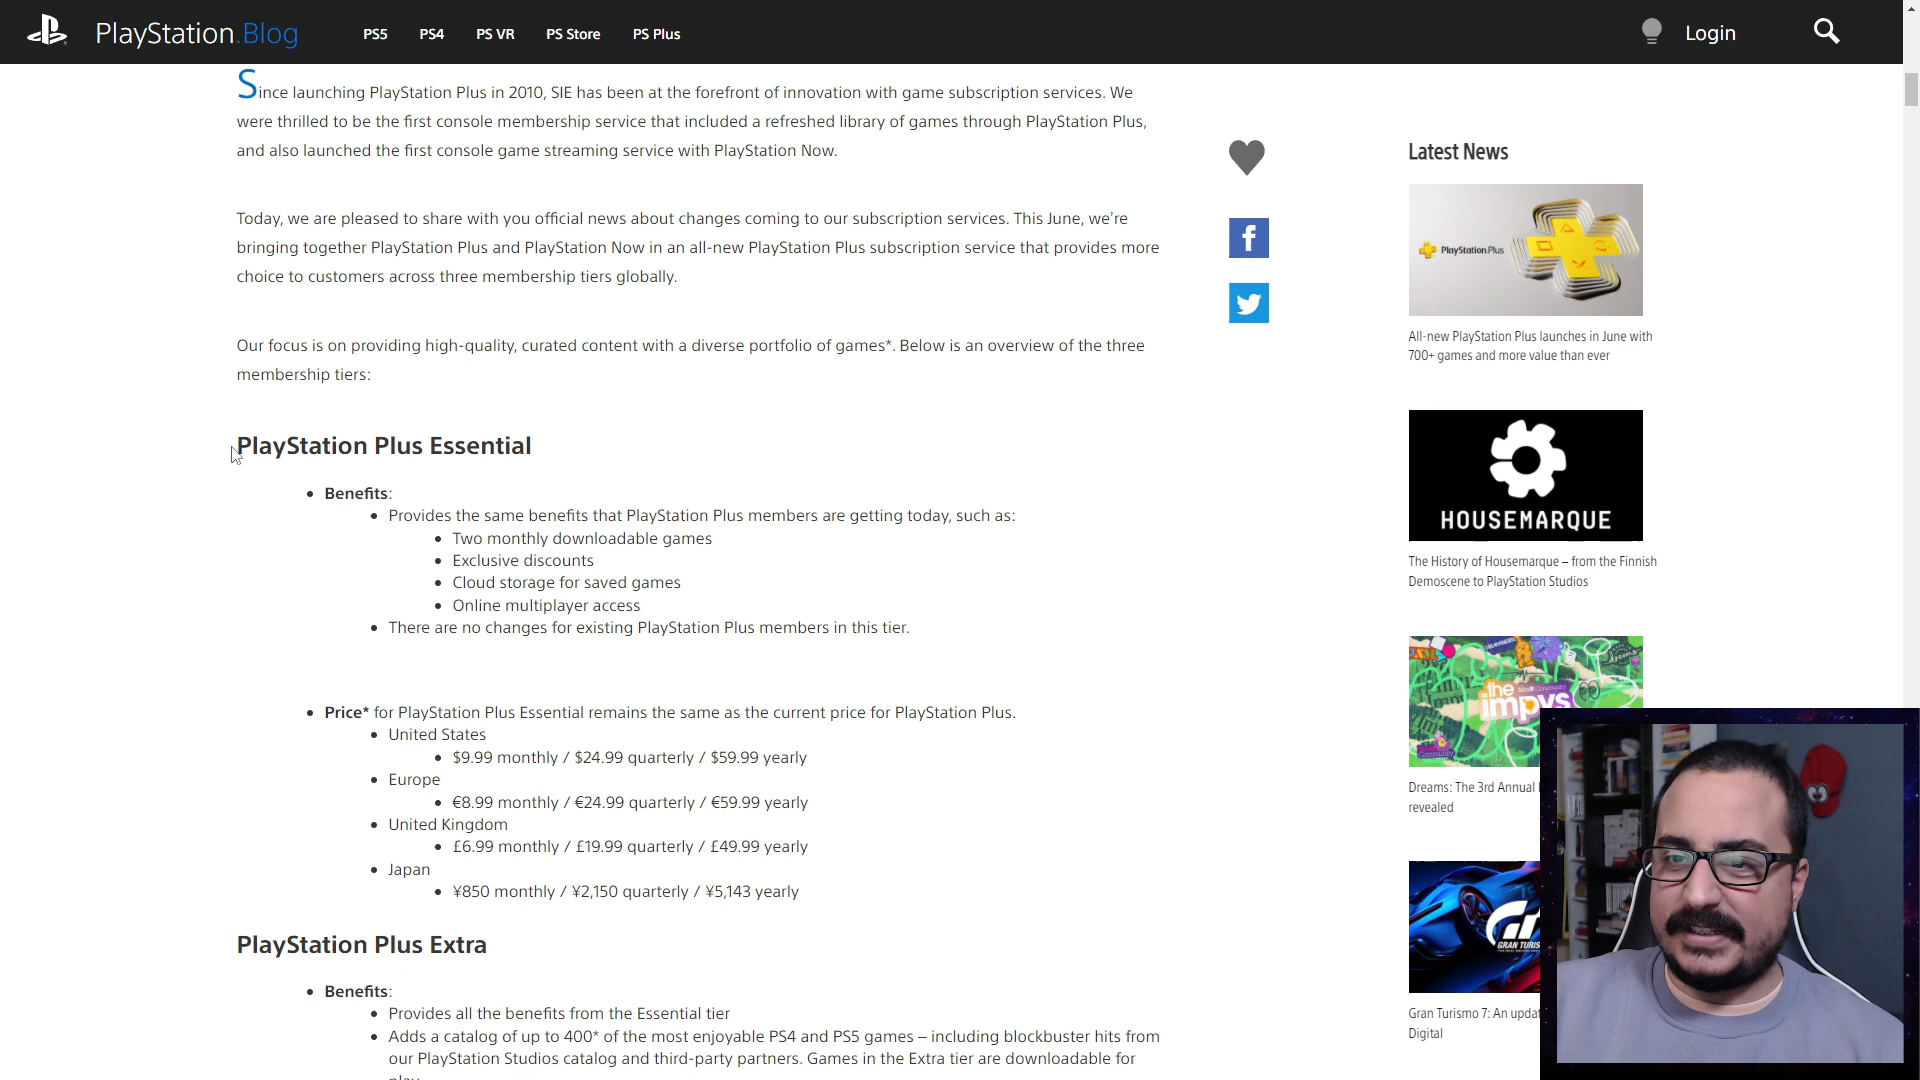 PlayStation.Blog
PS5 PS4 PS VR PS Store PS Plus
Login
Since launching PlayStation Plus in 2010, SIE has been at the forefront of innovation with game subscription services. We
were thrilled to be the first console membership service that included a refreshed library of games through PlayStation Plus,
and also launched the first console game streaming service with PlayStation Now.
Today, we are pleased to share with you official news about changes coming to our subscription services. This June, we're
bringing together PlayStation Plus and PlayStation Now in an all-new PlayStation Plus subscription service that provides more
choice to customers across three membership tiers globally.
Our focus is on providing high-quality, curated content with a diverse portfolio of games*. Below is an overview of the three
membership tiers:
PlayStation Plus Essential
• Benefits:
• Provides the same benefits that PlayStation Plus members are getting today, such as:
• Two monthly downloadable games
• Exclusive discounts
• Cloud storage for saved games
• Online multiplayer access
• There are no changes for existing PlayStation Plus members in this tier.
• Price* for PlayStation Plus Essential remains the same as the current price for PlayStation Plus.
• United States
• $9.99 monthly / $24.99 quarterly / $59.99 yearly
• Europe
• €8.99 monthly / €24.99 quarterly / €59.99 yearly
• United Kingdom
• £6.99 monthly / £19.99 quarterly / £49.99 yearly
• Japan
• ¥850 monthly / ¥2,150 quarterly / ¥5,143 yearly
PlayStation Plus Extra
• Benefits:
• Provides all the benefits from the Essential tier
• Adds a catalog of up to 400* of the most enjoyable PS4 and PS5 games – including blockbuster hits from
our PlayStation Studios catalog and third-party partners. Games in the Extra tier are downloadable for
Latest News
PlayStation.Plus
All-new PlayStation Plus launches in June with
700+ games and more value than ever
HOUSEMARQUE
The History of Housemarque – from the Finnish
Demoscene to PlayStation Studios
the
impys
Dreams: The 3rd Annual
revealed
GRAN TURIS
Gran Turismo 7: An updat
Digital